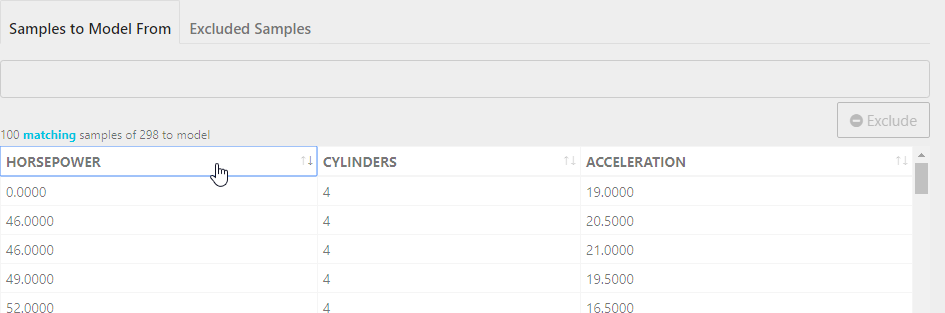 Samples to Model From Excluded Samples
Exclude
100 matching samples of 298 to model
HORSEPOWER CYLINDERS ACCELERATION
0.0000 4 19.0000
46.0000 4 20.5000
46.0000 4 21.0000
49.0000 4 19.5000
52.0000 4 16.5000